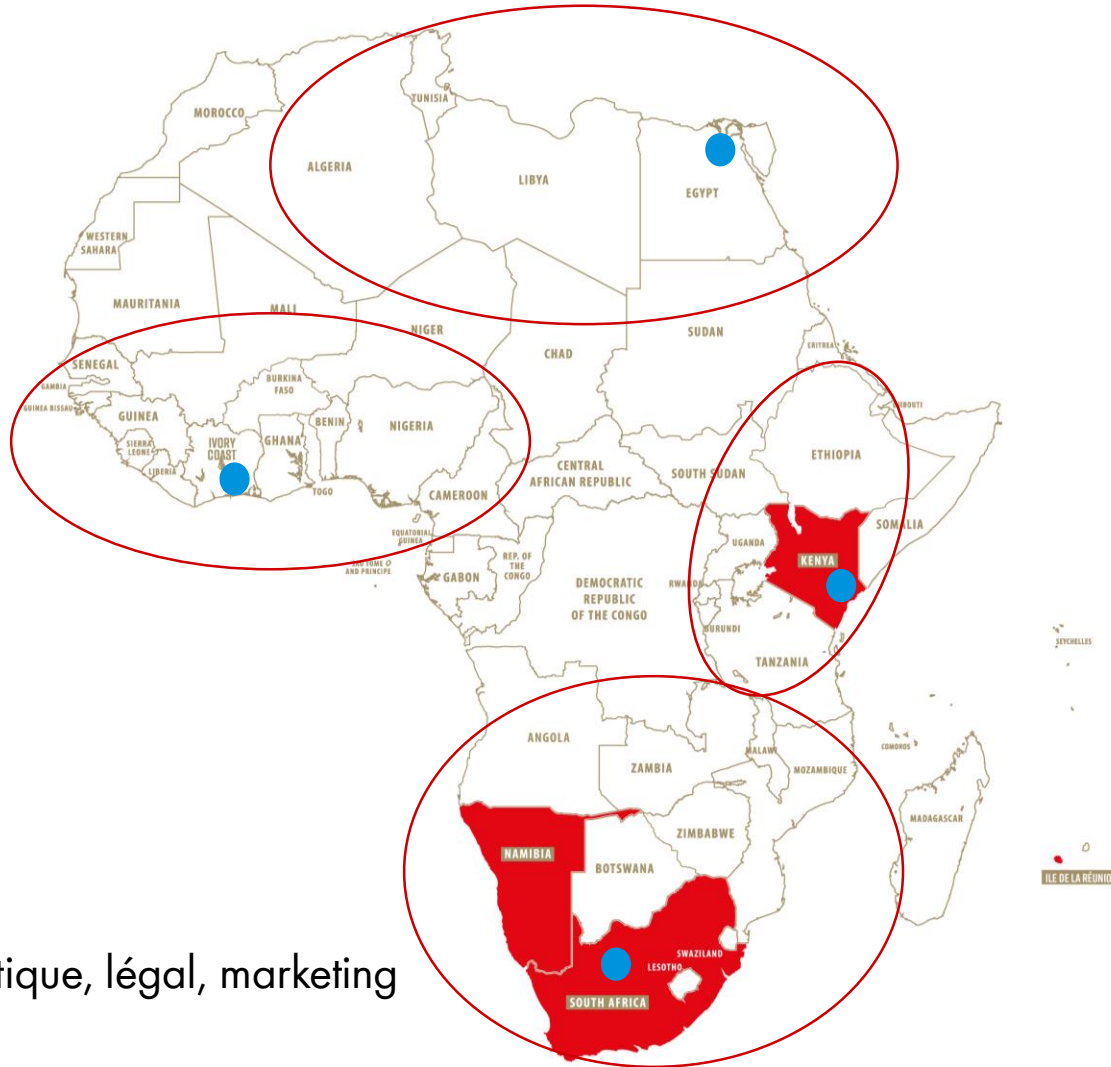 TUNISIA
MOROCCO
ALGERIA
LIBYA
EGYPT
WESTERN
SAHARA
MAURITANIA
MALI
NIGER
CHAD
SUDAN
ERITREA
SENEGAL
GAMBIA
GUINEA BISSAU
GUINEA
SIERRA
LEONE
LIBERIA
IVORY
COAST
BURKINA
FASO
GHANA
TOGO
BENIN
NIGERIA
CAMEROON
EQUATORIAL
GUINEA
AND PRINCIPE
GABON
REP. OF
THE
CONGO
CENTRAL
AFRICAN REPUBLIC
SOUTH SUDAN
ETHIOPIA
SOMALIA
UGANDA
KENYA
DEMOCRATIC
REPUBLIC
OF THE CONGO
RWANDA
BURUNDI
TANZANIA
SEYCHELLES
ANGOLA
ZAMBIA
MALAWI
MOZAMBIQUE
COMOROS
MADAGASCAR
ZIMBABWE
NAMIBIA
BOTSWANA
ILE DE LA RÉUNION
SWAZILAND
LESOTHO
SOUTH AFRICA
tique, légal, marketing